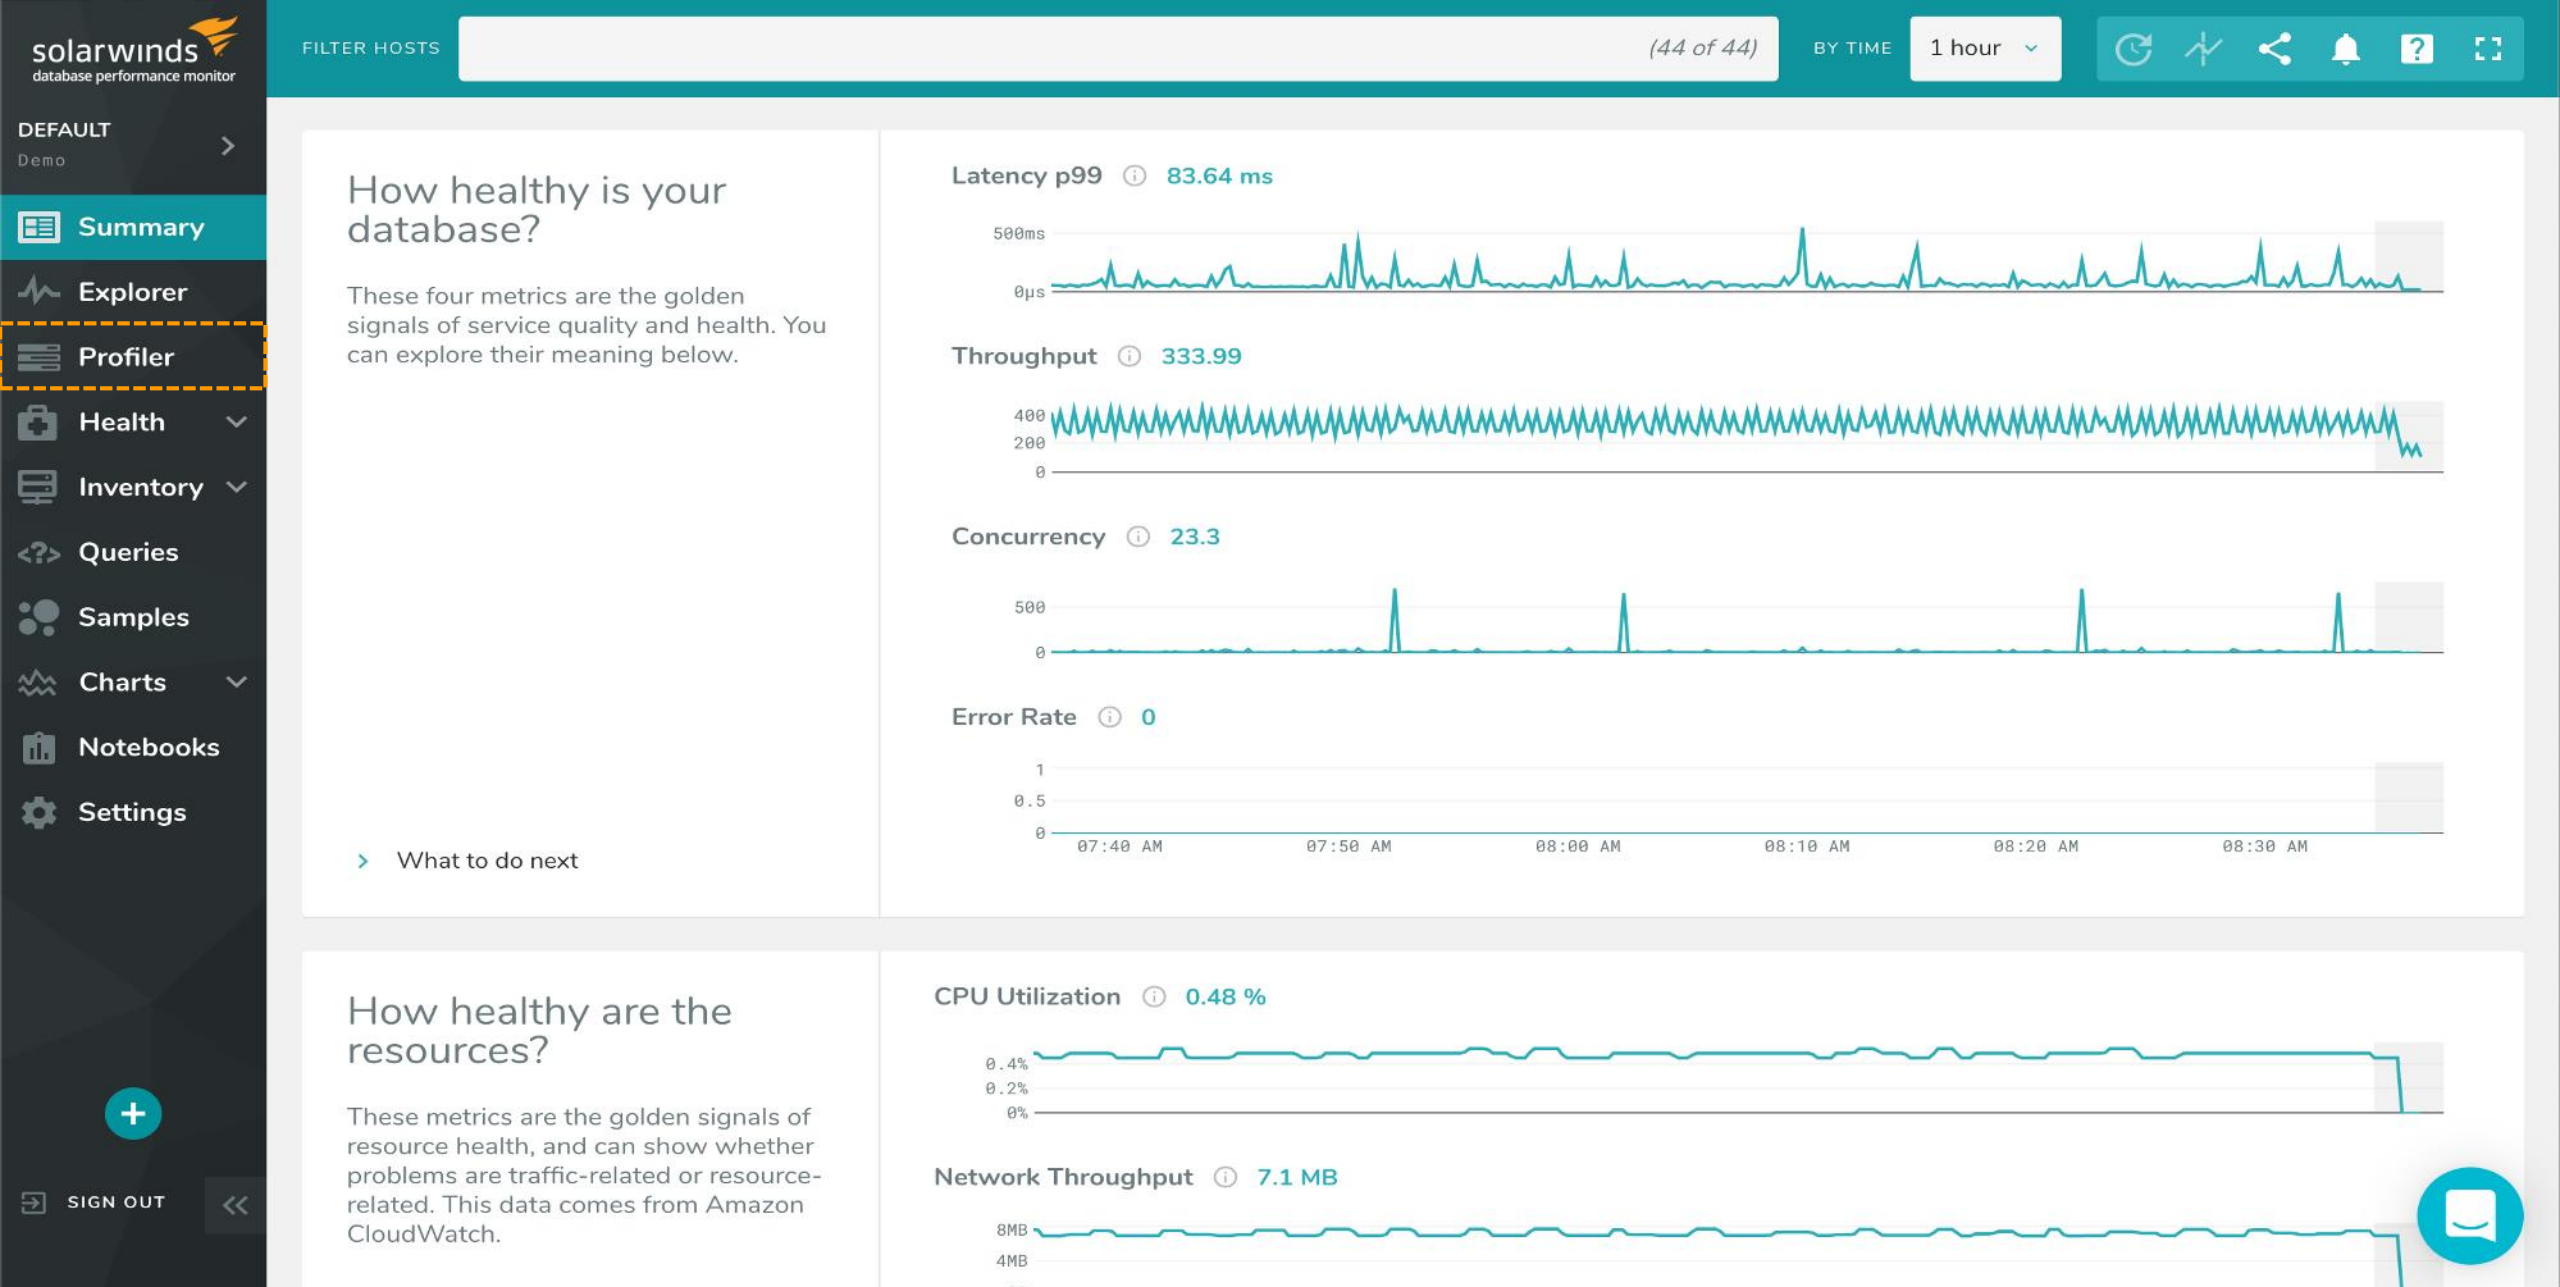 solarwinds
database performance monitor
DEFAULT
Demo
Summary
Explorer
Profiler
Health
Inventory
<?> Queries
Samples
Charts
Notebooks
Settings
SIGN OUT
FILTER HOSTS
(44 of 44)
BY TIME
1 hour
?
How healthy is your
database?
These four metrics are the golden
signals of service quality and health. You
can explore their meaning below.
What to do next
Latency p99 83.64 ms
500ms
0µs
Throughput 333.99
400
200
0
Concurrency 23.3
500
0
Error Rate 0
1
0.5
0
07:40 AM 07:50 AM 08:00 AM 08:10 AM 08:20 AM 08:30 AM
How healthy are the
resources?
These metrics are the golden signals of
resource health, and can show whether
problems are traffic-related or resource-
related. This data comes from Amazon
CloudWatch.
CPU Utilization 0.48 %
0.4%
0.2%
0%
Network Throughput 7.1 MB
8MB
4MB